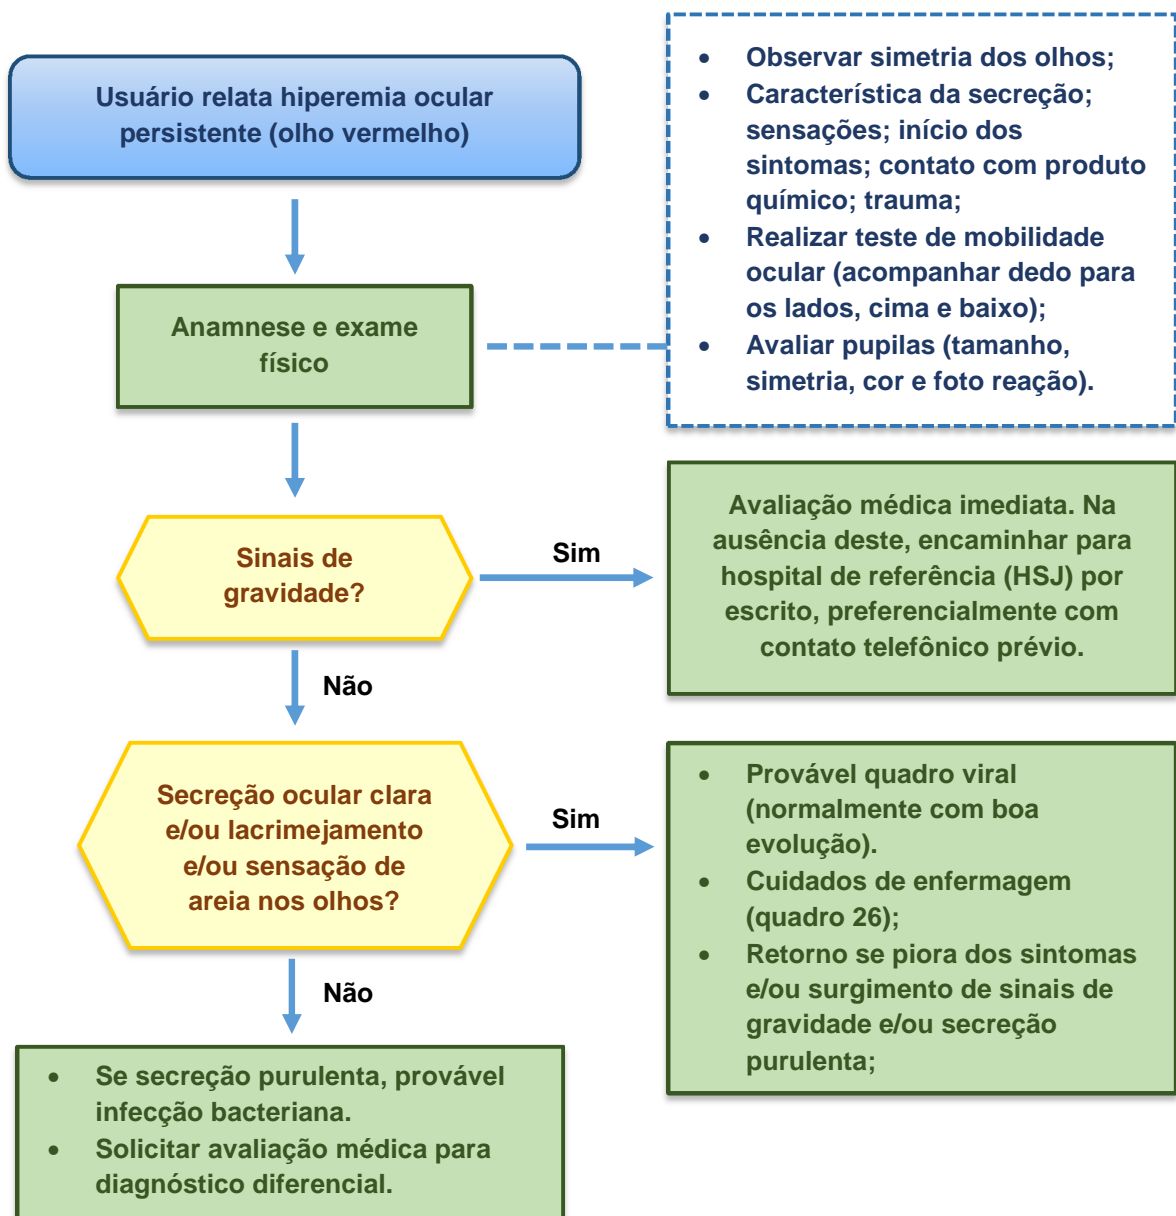 Usuário relata hiperemia ocular
persistente (olho vermelho)
• Observar simetria dos olhos;
• Característica da secreção;
sensações; início dos
sintomas; contato com produto
químico; trauma;
• Realizar teste de mobilidade
ocular (acompanhar dedo para
os lados, cima e baixo);
• Avaliar pupilas (tamanho,
simetria, cor e foto reação).
Anamnese e exame
físico
Sinais de
gravidade?
Sim
Avaliação médica imediata. Na
ausência deste, encaminhar para
hospital de referência (HSJ) por
escrito, preferencialmente com
contato telefônico prévio.
Não
Secreção ocular clara
e/ou lacrimejamento
e/ou sensação de
areia nos olhos?
Sim
• Provável quadro viral
(normalmente com boa
evolução).
• Cuidados de enfermagem
(quadro 26);
• Retorno se piora dos sintomas
e/ou surgimento de sinais de
gravidade e/ou secreção
purulenta;
Não
• Se secreção purulenta, provável
infecção bacteriana.
• Solicitar avaliação médica para
diagnóstico diferencial.